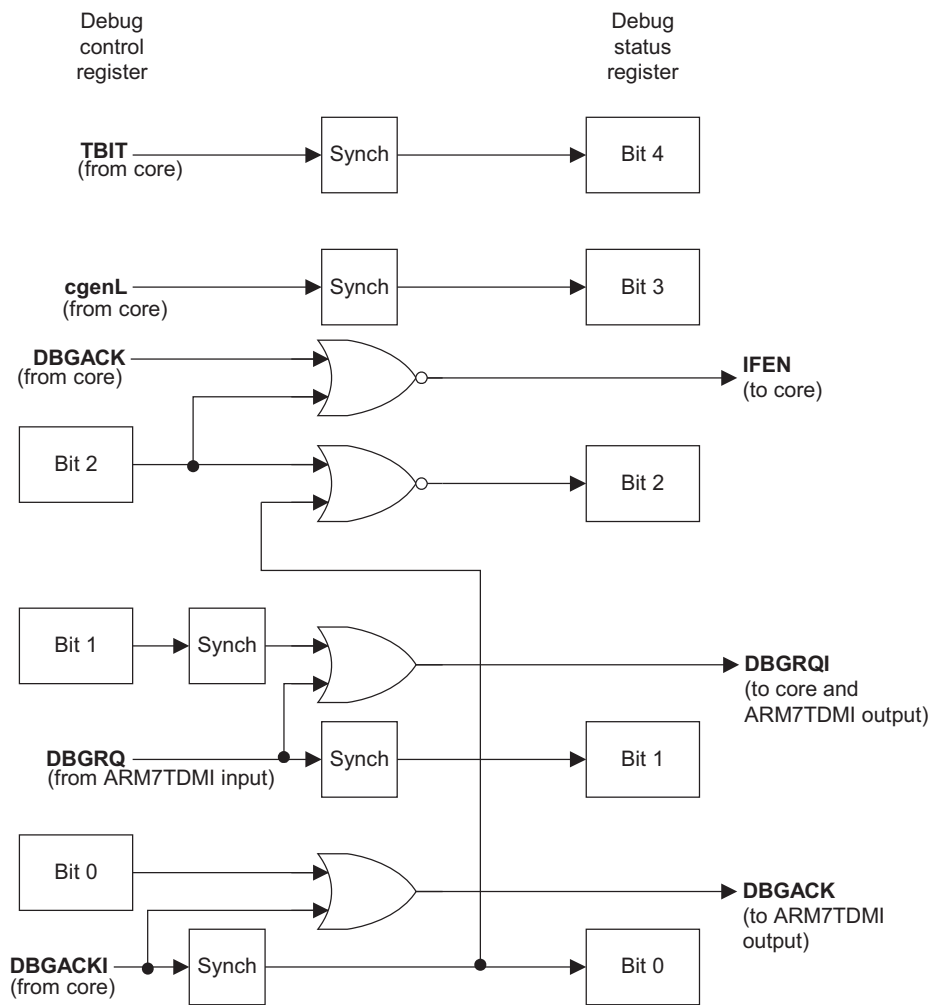 Debug
control
register
Debug
status
register
TBIT
(from core)
Synch
Bit 4
cgenL
(from core)
Synch
Bit 3
DBGACK
(from core)
IFEN
(to core)
Bit 2
Bit 2
Bit 1
Synch
DBGRQI
(to core and
ARM7TDMI output)
DBGRQ
(from ARM7TDMI input)
Synch
Bit 1
Bit 0
DBGACK
(to ARM7TDMI
output)
DBGACKI
(from core)
Synch
Bit 0